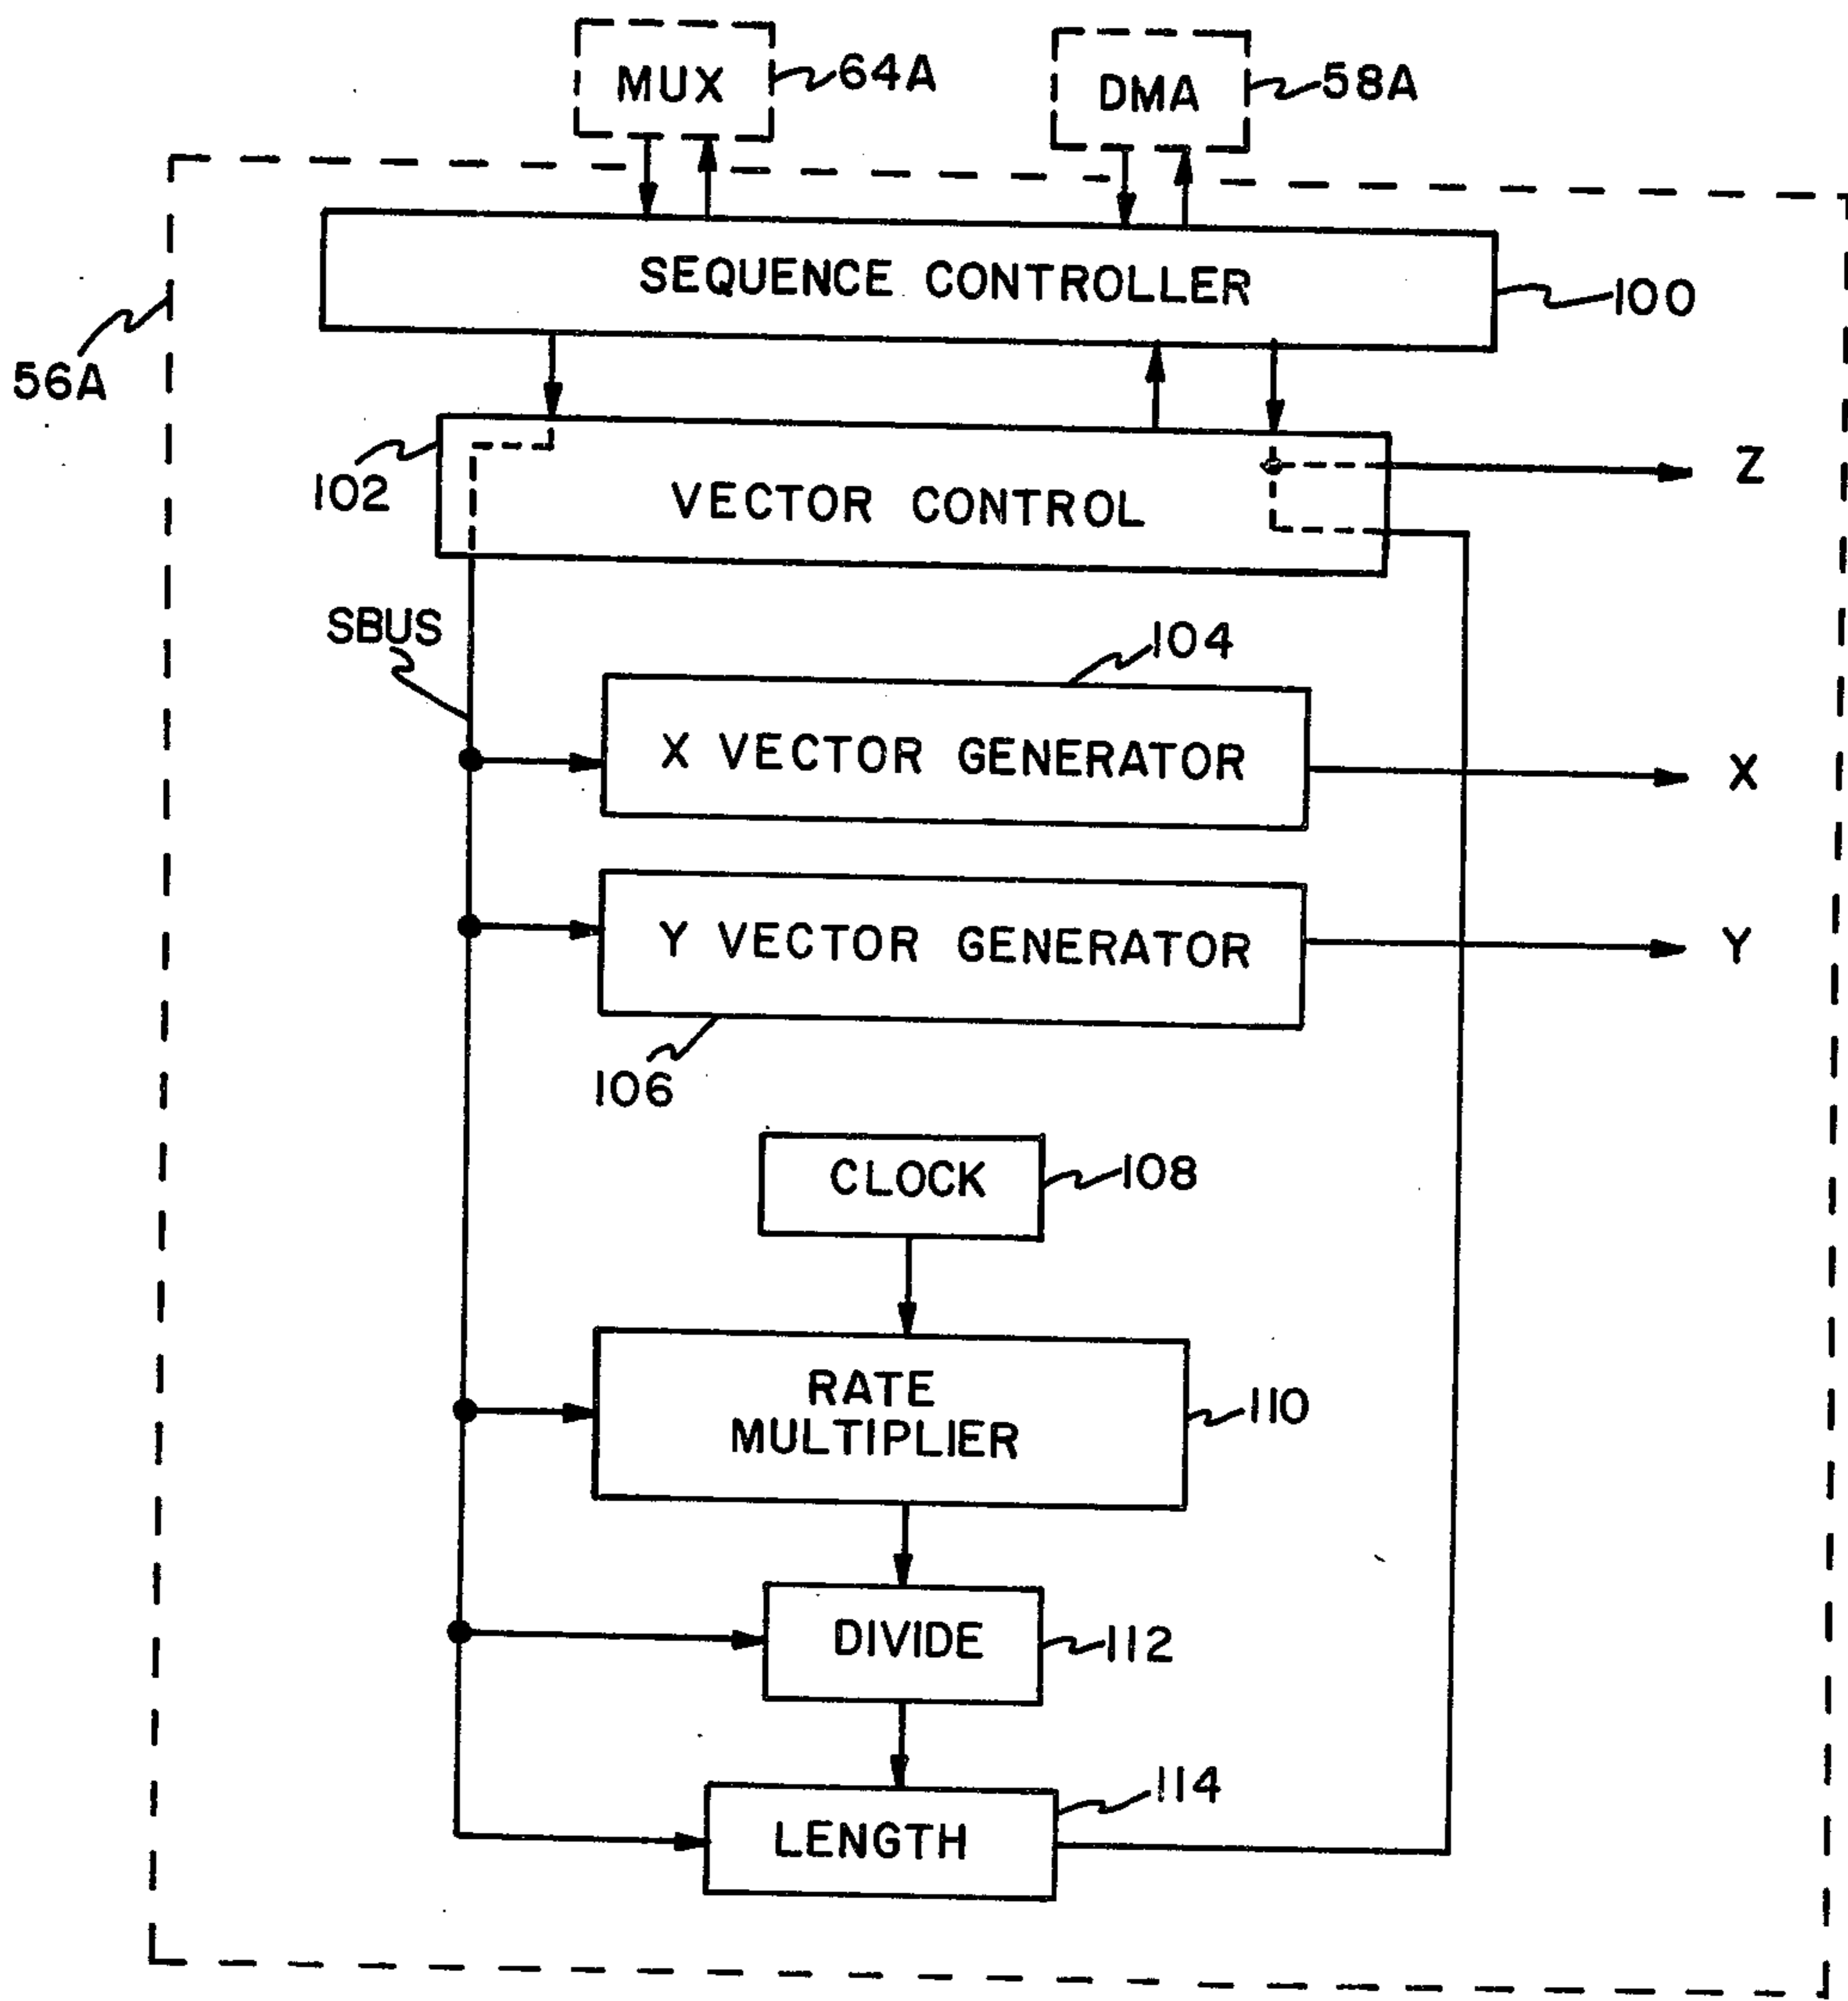 MUX
64A
DMA
58A
SEQUENCE CONTROLLER
100
56A
102
VECTOR CONTROL
Z
SBUS
104
X VECTOR GENERATOR
X
Y VECTOR GENERATOR
Y
106
CLOCK
108
RATE
MULTIPLIER
110
DIVIDE
112
114
LENGTH